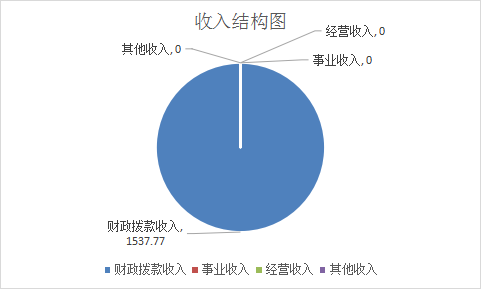 收入结构图
经营收入, 0
其他收入, 0
事业收入, 0
财政拨款收入,
1537.77
财政拨款收入 事业收入 经营收入 其他收入